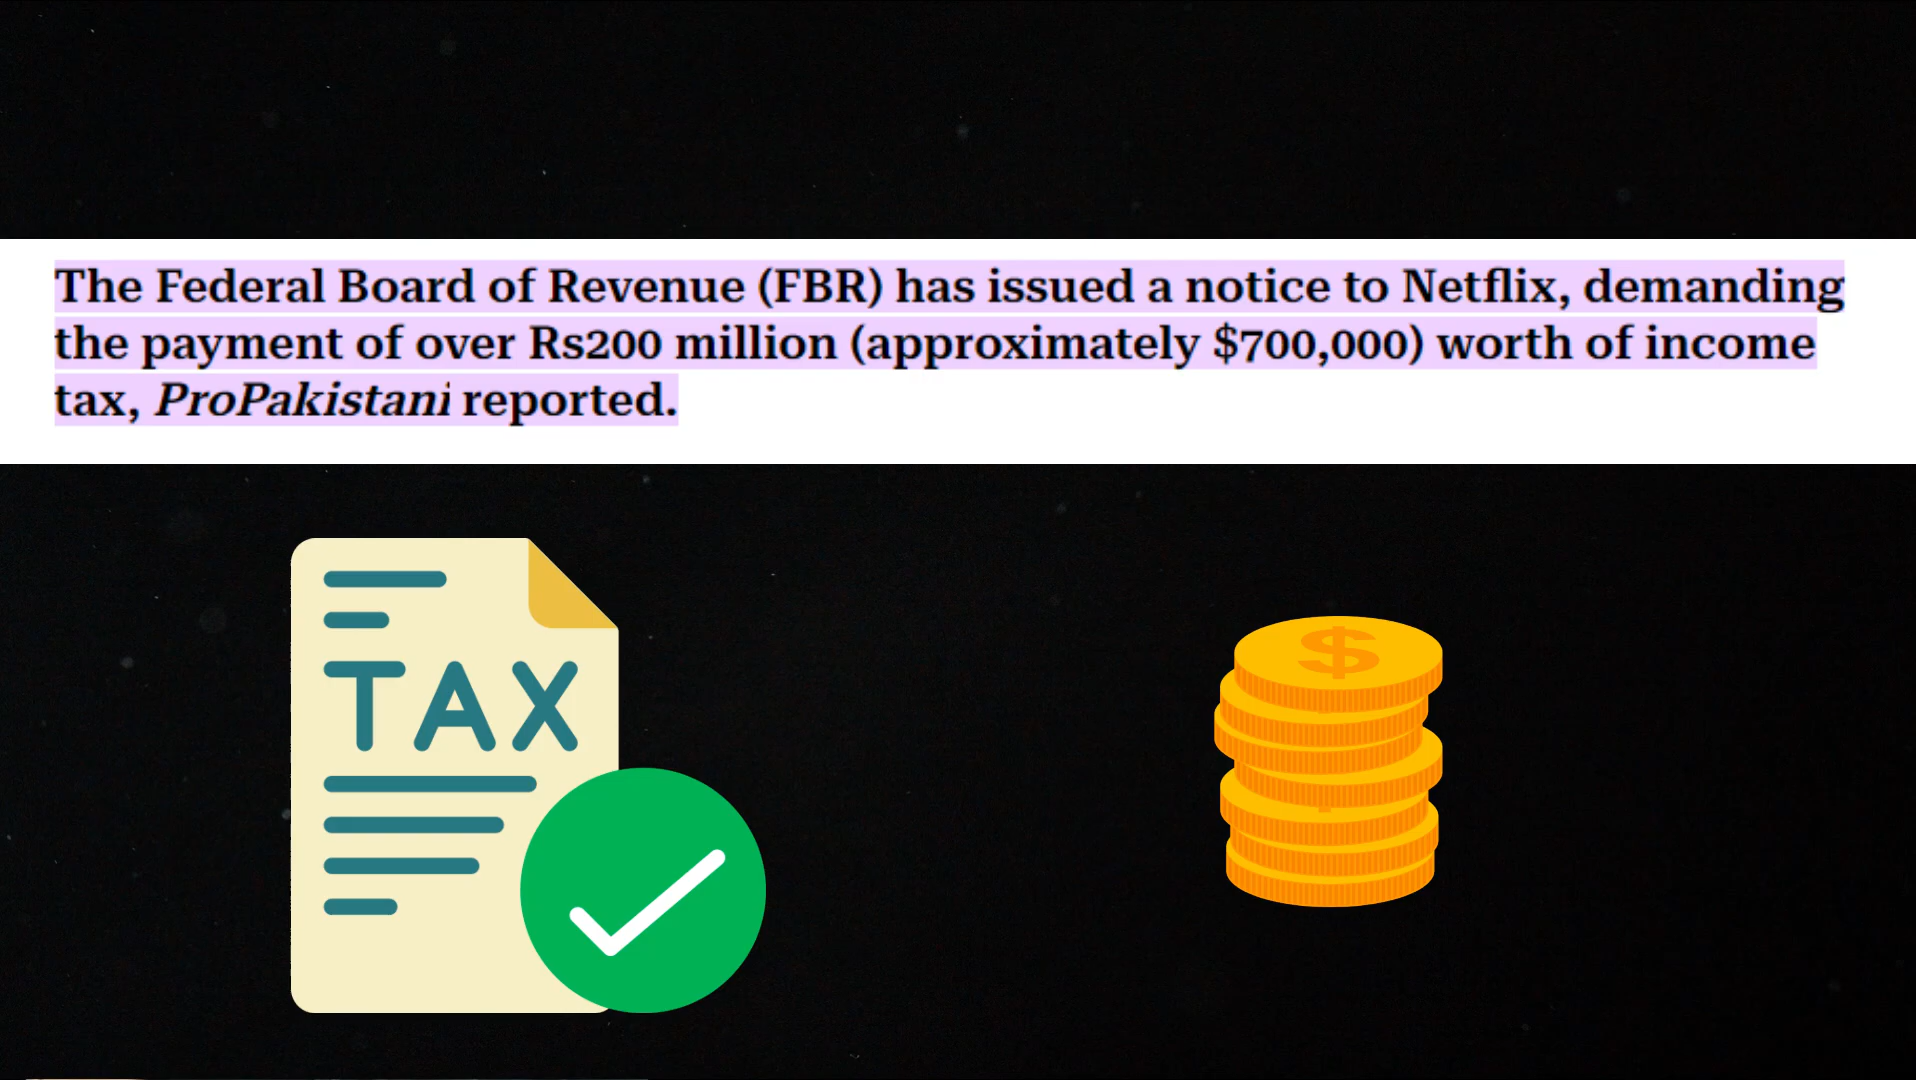 The Federal Board of Revenue (FBR) has issued a notice to Netflix, demanding
the payment of over Rs200 million (approximately $700,000) worth of income
tax, ProPakistani reported.
TAX
$